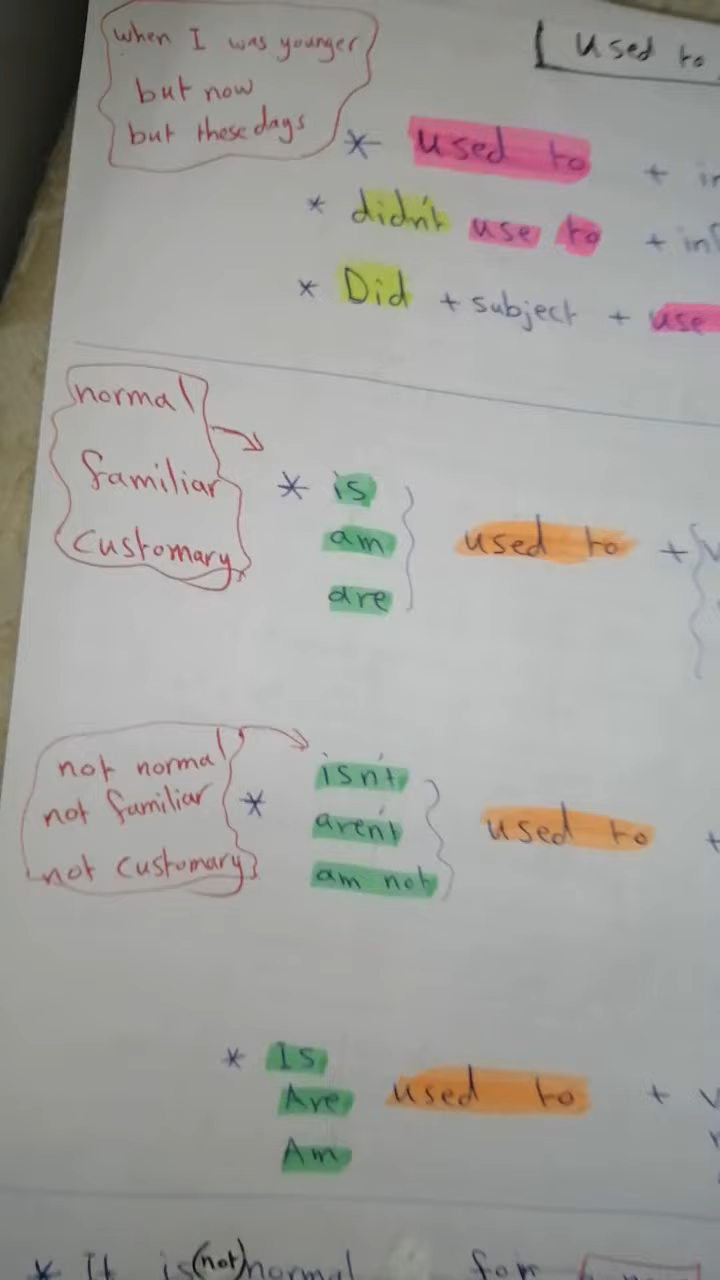 when I was younger
but now
but these days
[ used to
* used to +
* didn't use to + inf
* Did + subject + use
normal
familiar
customary
* is
am
are
used to +
not normal
not familiar
not customary
* isn't
aren't
am not
used to +
* Is
Are
Am
used to +
* It is (not) normal for